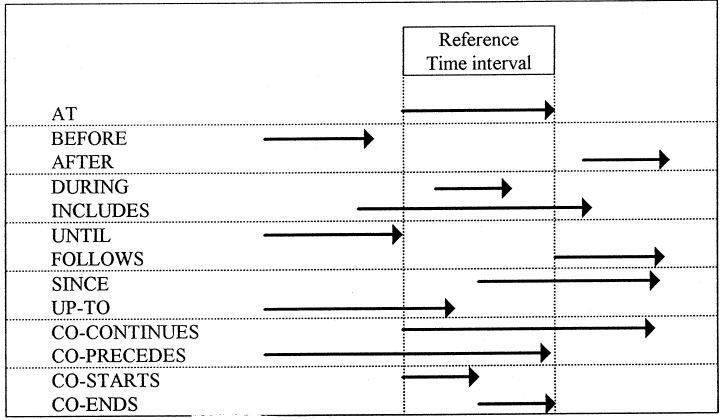 Reference
Time interval
AT
BEFORE
AFTER
DURING
INCLUDES
UNTIL
FOLLOWS
SINCE
UP-TO
CO-CONTINUES
CO-PRECEDES
CO-STARTS
CO-ENDS